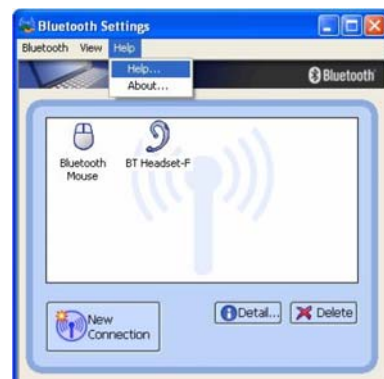 Bluetooth Settings
Bluetooth View Help
Help...
About...
Bluetooth
Bluetooth Mouse
BT Headset-F
New Connection
Detail...
Delete